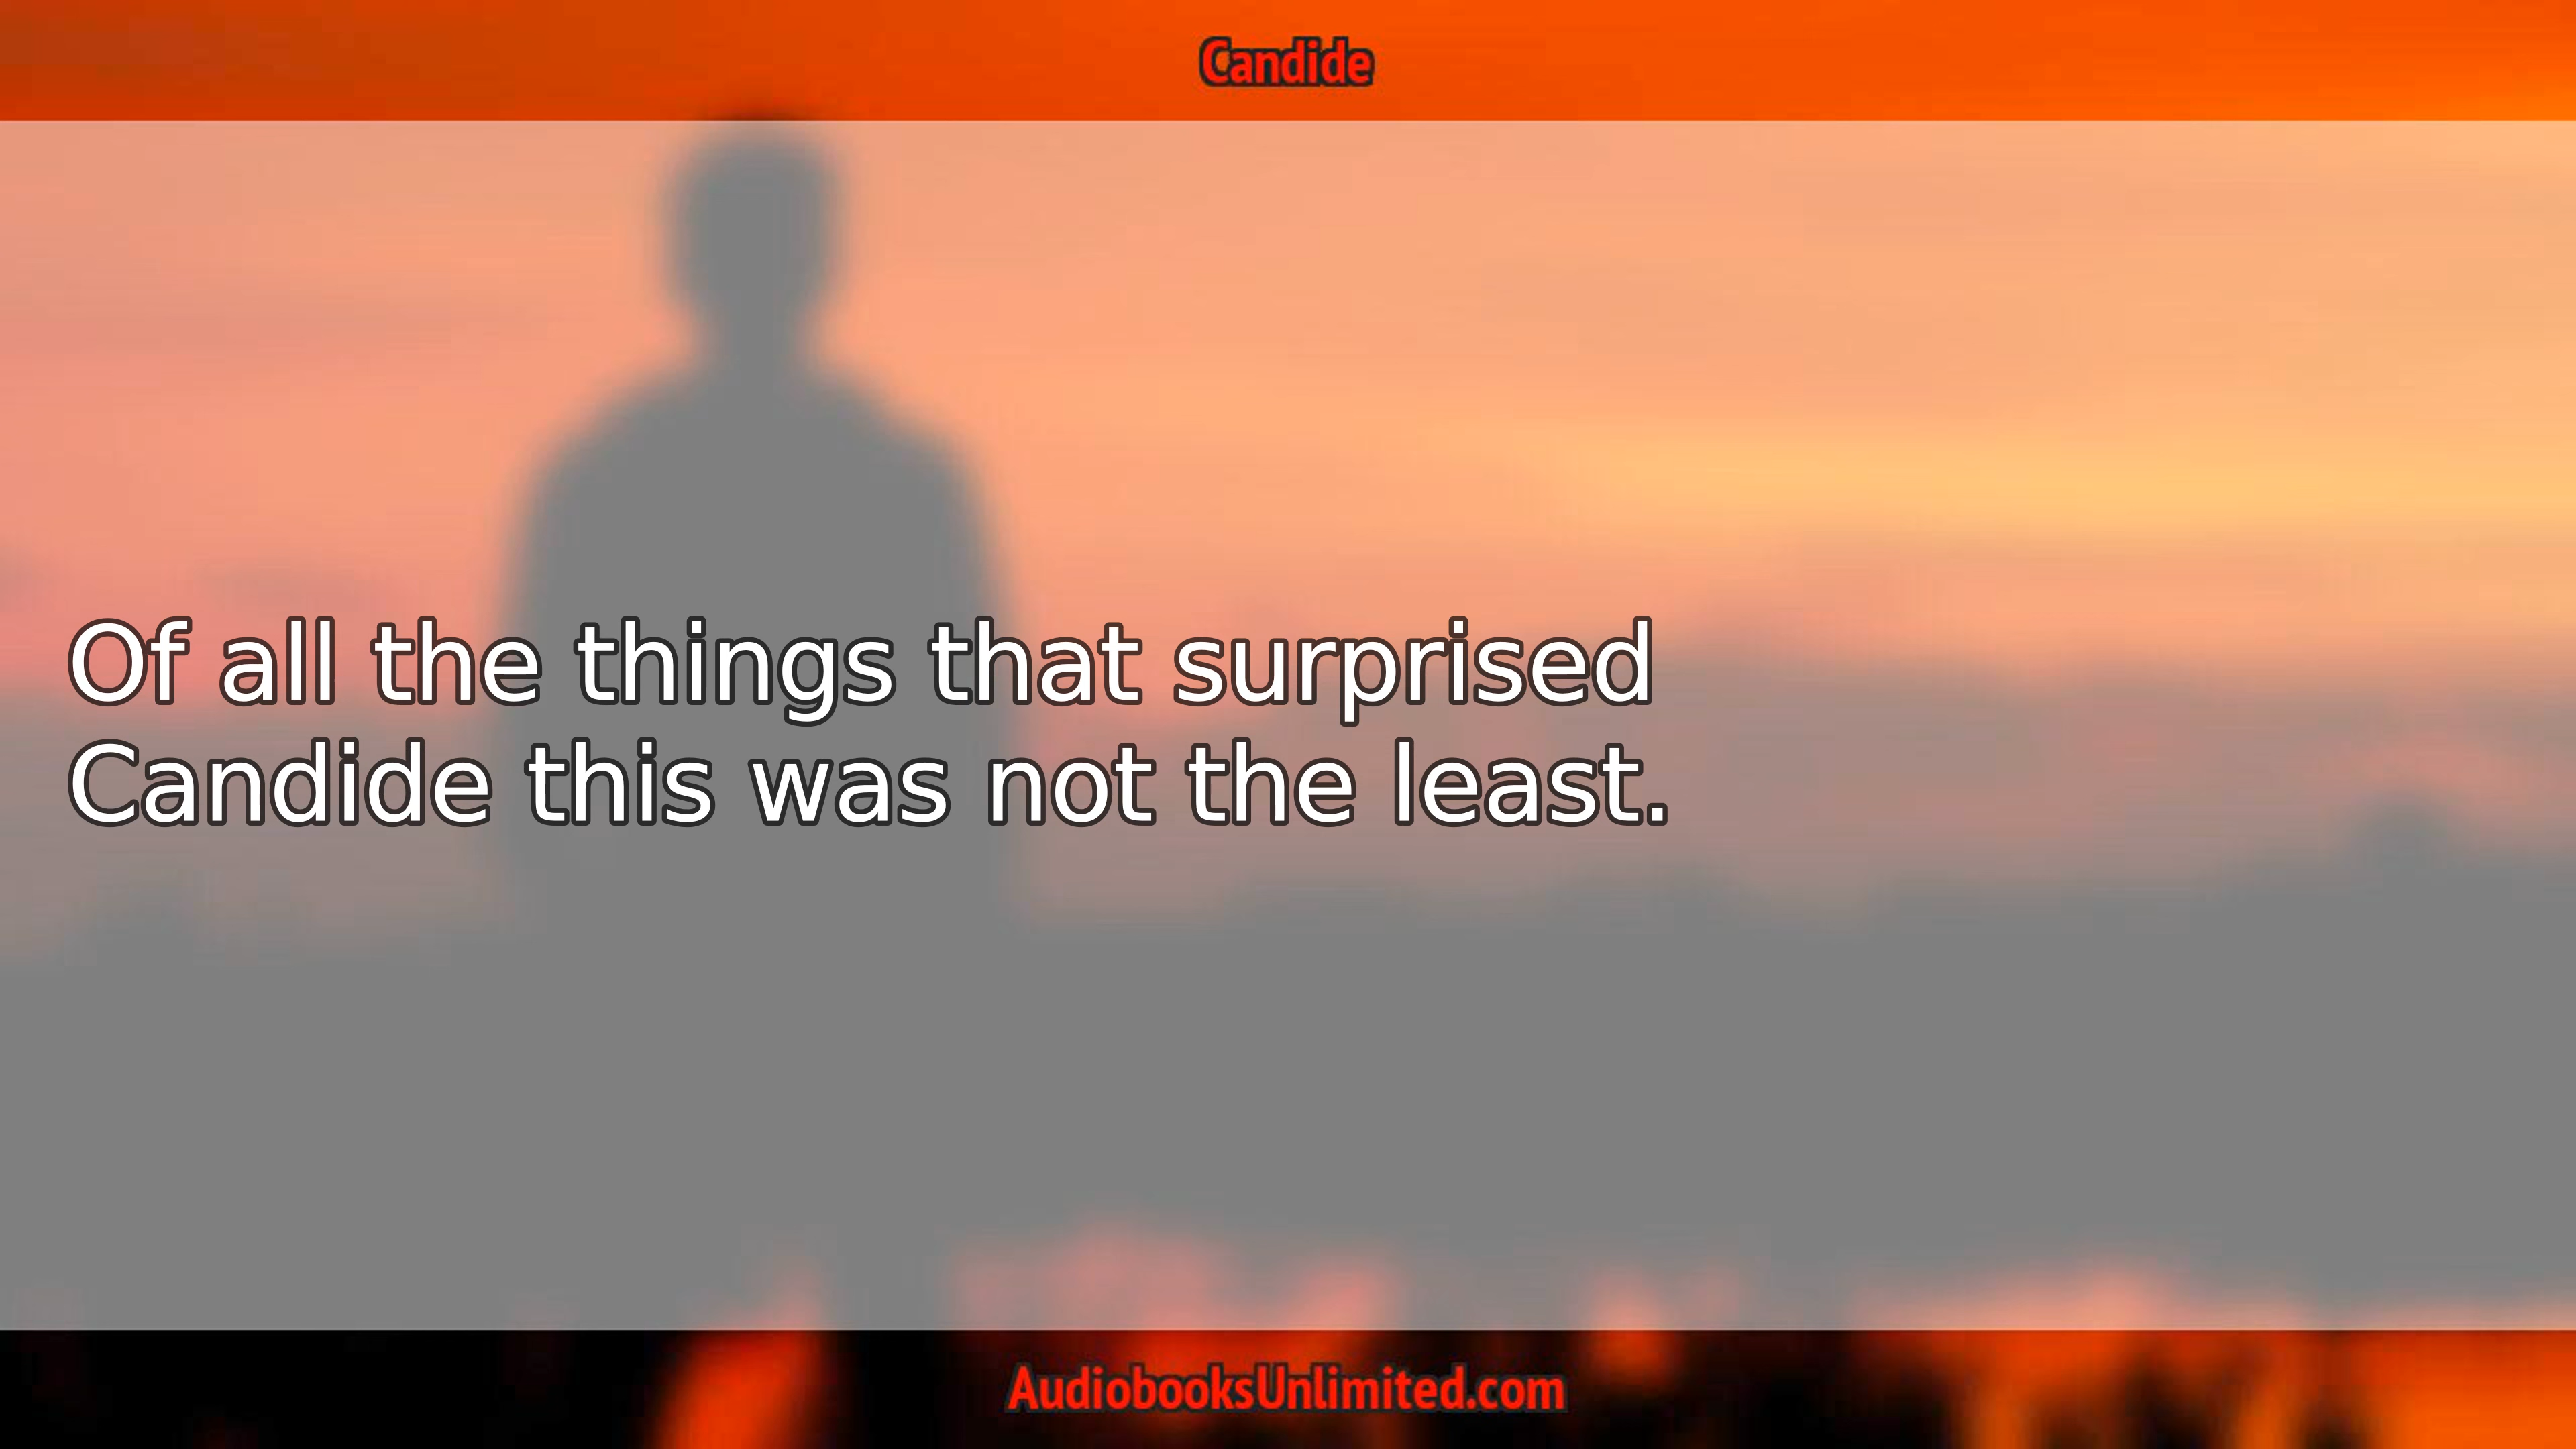 Candide
Of all the things that surprised
Candide this was not the least.
AudiobooksUnlimited.com